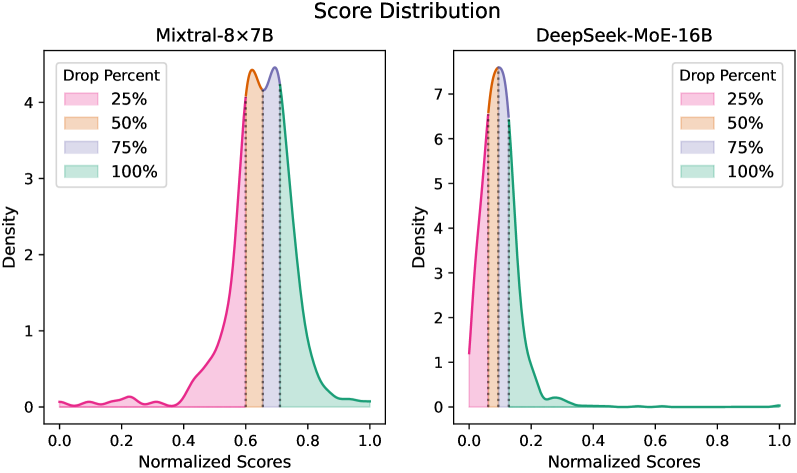 Score Distribution
Mixtral-8×7B
Density
4
3
2
1
0
Drop Percent
25%
50%
75%
100%
0.0 0.2 0.4 0.6 0.8 1.0
Normalized Scores
DeepSeek-MoE-16B
Density
7
6
5
4
3
2
1
0
Drop Percent
25%
50%
75%
100%
0.0 0.2 0.4 0.6 0.8 1.0
Normalized Scores